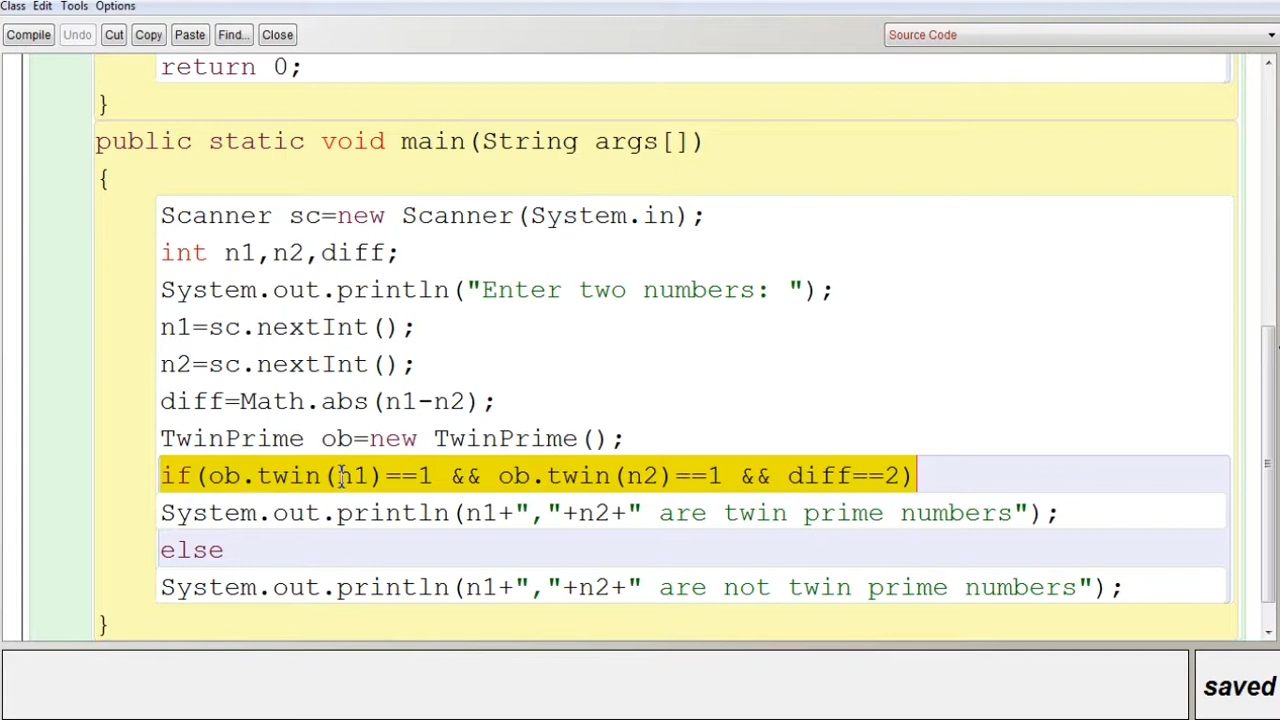 Class Edit Tools Options
Compile Undo Cut Copy Paste Find... Close Source Code
return 0;
}
public static void main(String args[])
{
Scanner sc=new Scanner(System.in);
int n1,n2,diff;
System.out.println("Enter two numbers: ");
n1=sc.nextInt();
n2=sc.nextInt();
diff=Math.abs(n1-n2);
TwinPrime ob=new TwinPrime();
if(ob.twin(n1)==1 && ob.twin(n2)==1 && diff==2)
System.out.println(n1+","+n2+" are twin prime numbers");
else
System.out.println(n1+","+n2+" are not twin prime numbers");
}
saved